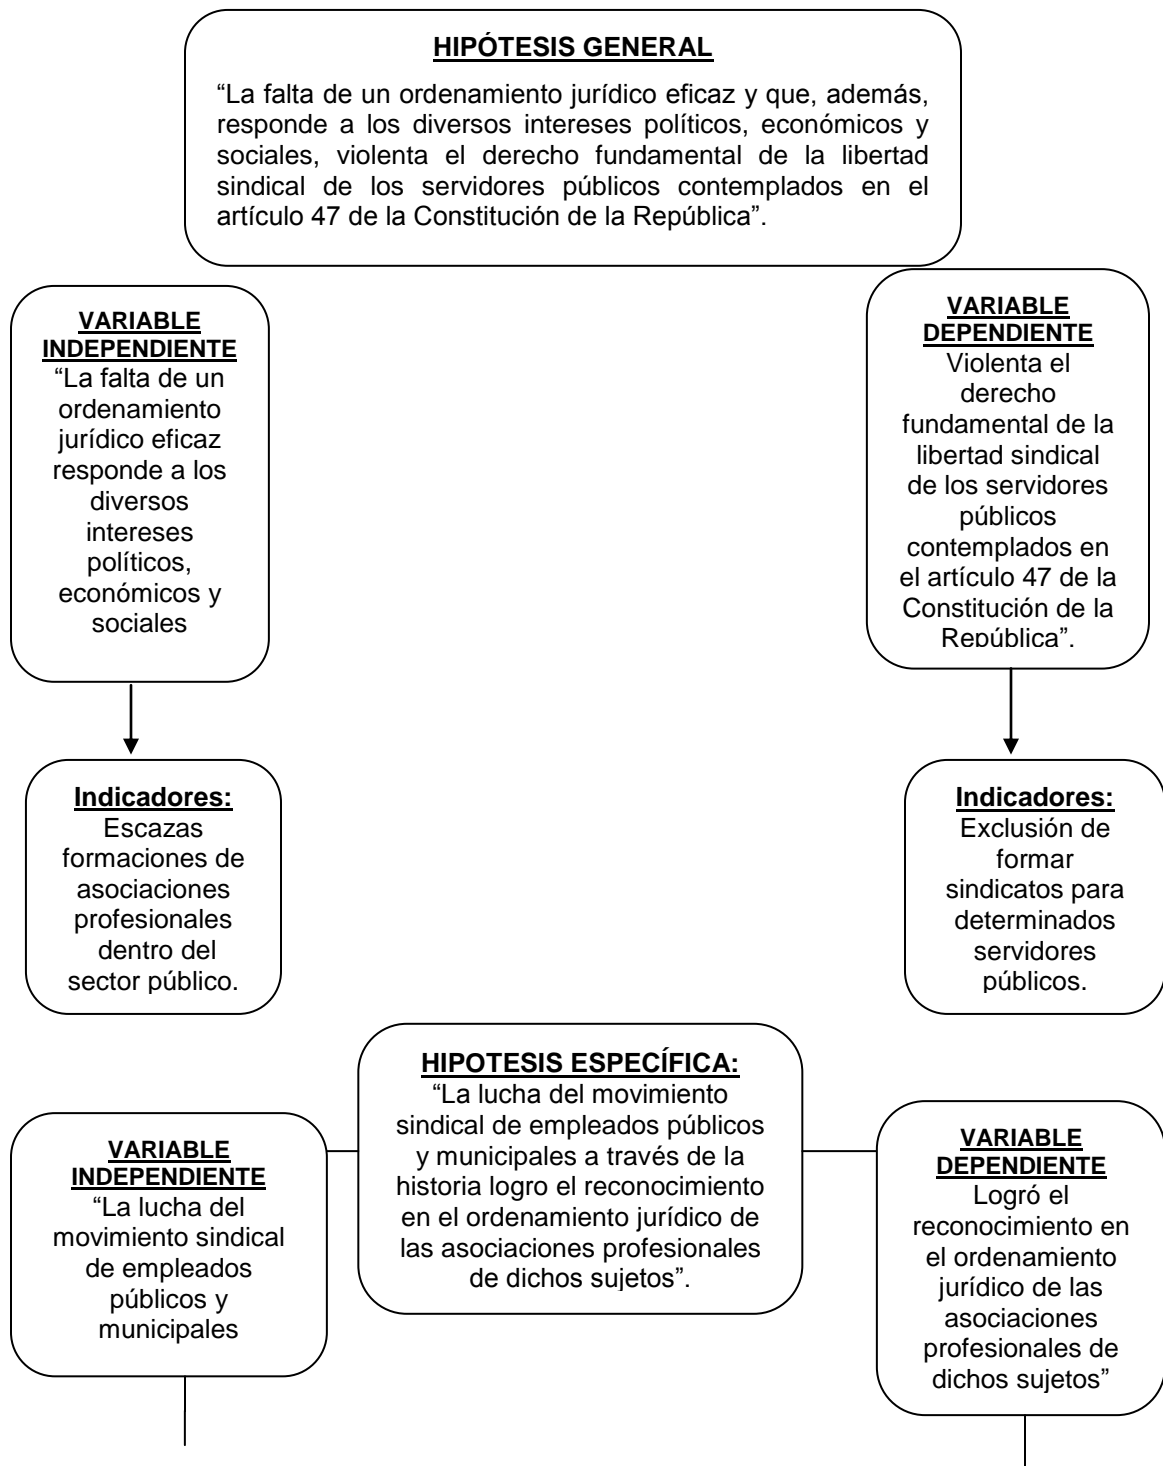 HIPÓTESIS GENERAL
“La falta de un ordenamiento jurídico eficaz y que, además,
responde a los diversos intereses políticos, económicos y
sociales, violenta el derecho fundamental de la libertad
sindical de los servidores públicos contemplados en el
artículo 47 de la Constitución de la República”.
VARIABLE
INDEPENDIENTE
“La falta de un
ordenamiento
jurídico eficaz
responde a los
diversos
intereses
políticos,
económicos y
sociales
VARIABLE
DEPENDIENTE
Violenta el
derecho
fundamental de la
libertad sindical
de los servidores
públicos
contemplados en
el artículo 47 de la
Constitución de la
República”.
Indicadores:
Escazas
formaciones de
asociaciones
profesionales
dentro del
sector público.
Indicadores:
Exclusión de
formar
sindicatos para
determinados
servidores
públicos.
HIPOTESIS ESPECÍFICA:
“La lucha del movimiento
sindical de empleados públicos
y municipales a través de la
historia logro el reconocimiento
en el ordenamiento jurídico de
las asociaciones profesionales
de dichos sujetos”.
VARIABLE
INDEPENDIENTE
“La lucha del
movimiento sindical
de empleados
públicos y
municipales
VARIABLE
DEPENDIENTE
Logró el
reconocimiento en
el ordenamiento
jurídico de las
asociaciones
profesionales de
dichos sujetos”